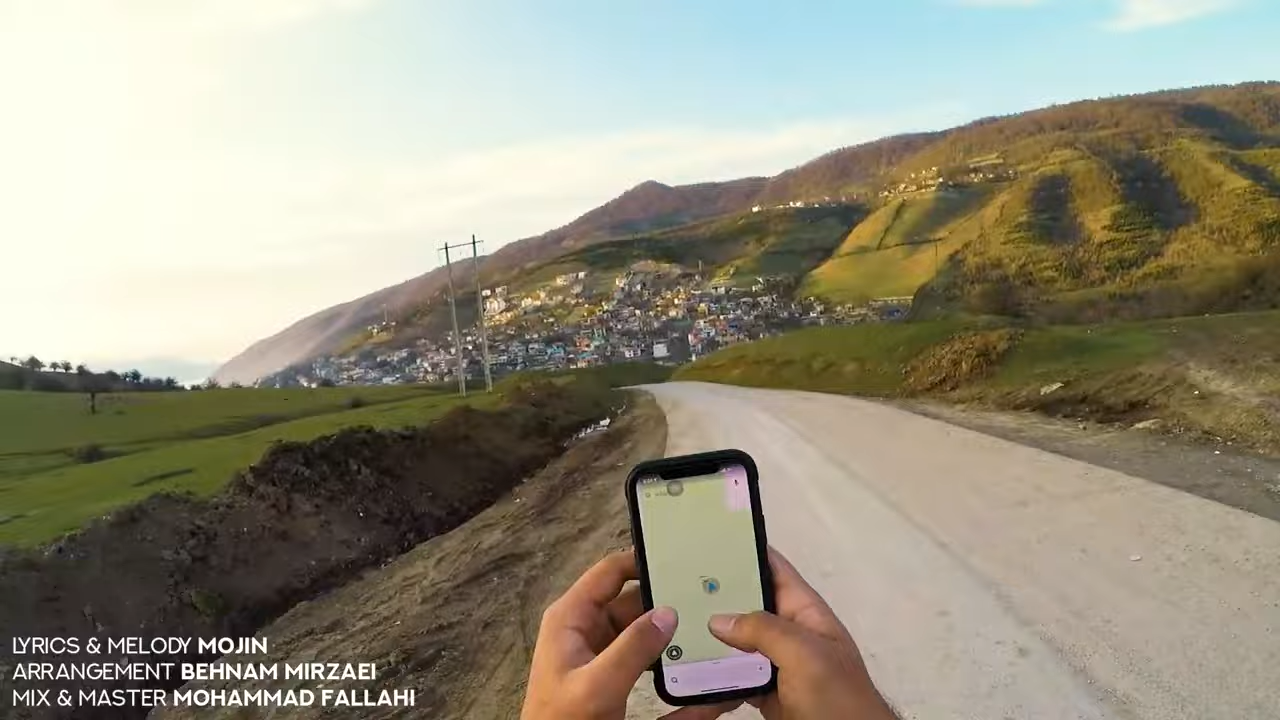 LYRICS & MELODY MOJIN
ARRANGEMENT BEHNAM MIRZAEI
MIX & MASTER MOHAMMAD FALLAHI